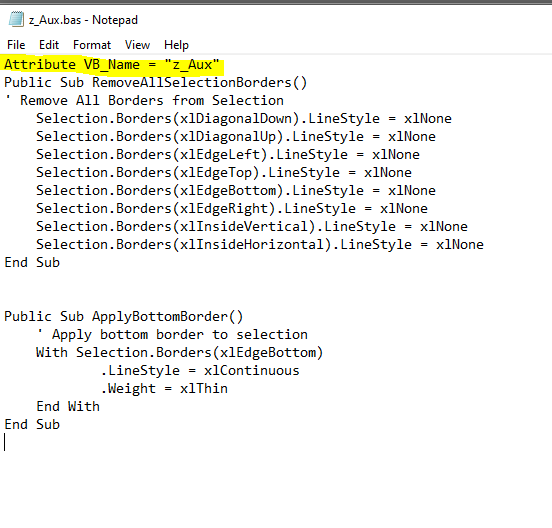 z_Aux.bas - Notepad
File Edit Format View Help
Attribute VB_Name = "z_Aux"
Public Sub RemoveAllSelectionBorders()
' Remove All Borders from Selection
    Selection.Borders(xlDiagonalDown).LineStyle = xlNone
    Selection.Borders(xlDiagonalUp).LineStyle = xlNone
    Selection.Borders(xlEdgeLeft).LineStyle = xlNone
    Selection.Borders(xlEdgeTop).LineStyle = xlNone
    Selection.Borders(xlEdgeBottom).LineStyle = xlNone
    Selection.Borders(xlEdgeRight).LineStyle = xlNone
    Selection.Borders(xlInsideVertical).LineStyle = xlNone
    Selection.Borders(xlInsideHorizontal).LineStyle = xlNone
End Sub
Public Sub ApplyBottomBorder()
    ' Apply bottom border to selection
    With Selection.Borders(xlEdgeBottom)
            .LineStyle = xlContinuous
            .Weight = xlThin
    End With
End Sub